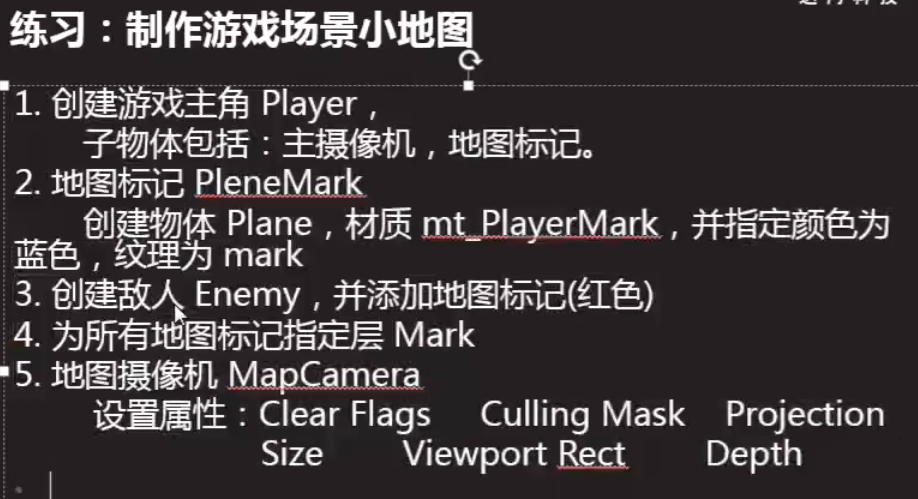 练习：制作游戏场景小地图
1. 创建游戏主角 Player，
子物体包括：主摄像机，地图标记。
2. 地图标记 PleneMark
创建物体 Plane，材质 mt_PlayerMark，并指定颜色为
蓝色，纹理为 mark
3. 创建敌人 Enemy，并添加地图标记(红色)
4. 为所有地图标记指定层 Mark
5. 地图摄像机 MapCamera
设置属性：Clear Flags Culling Mask Projection
Size Viewport Rect Depth